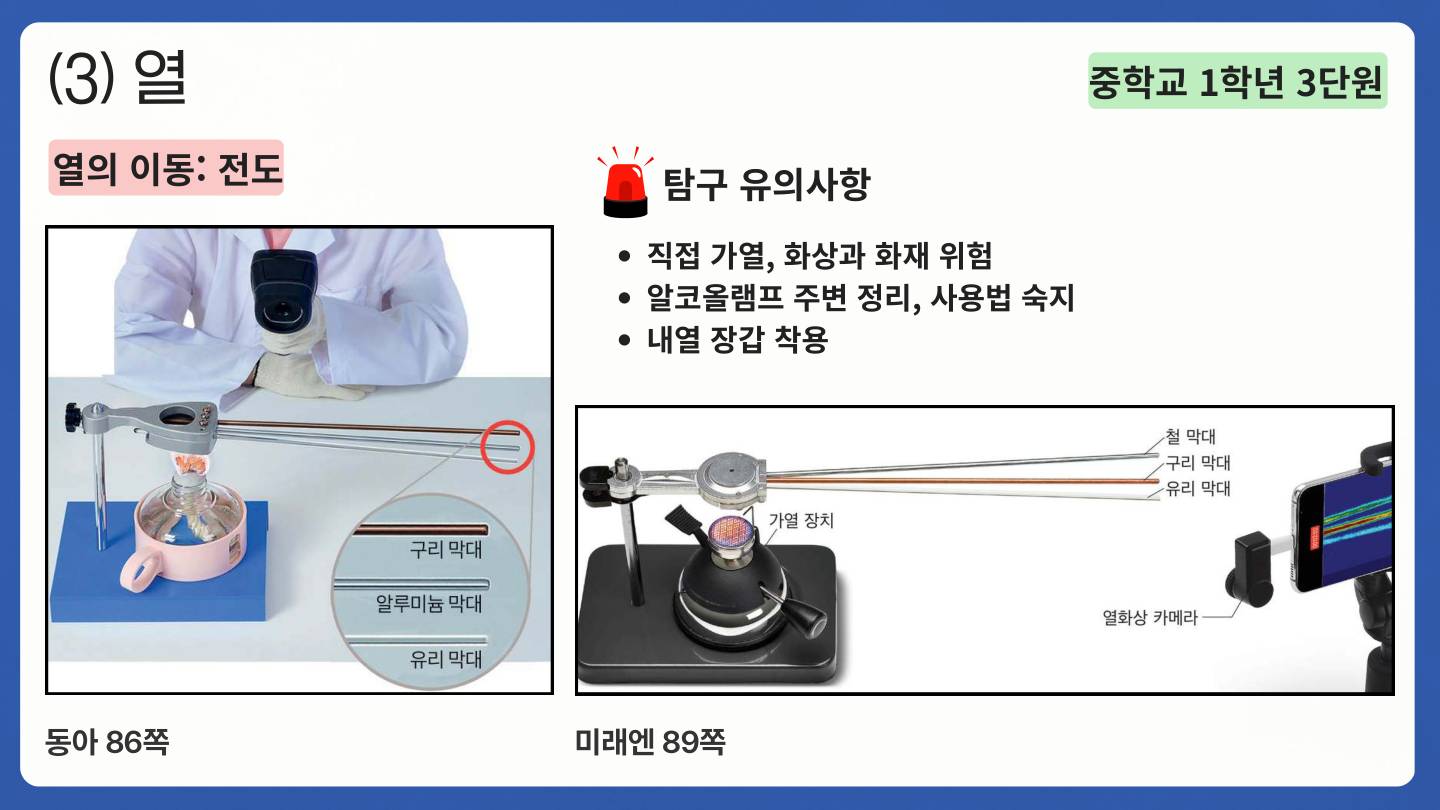 (3) 열
중학교 1학년 3단원
열의 이동: 전도
탐구 유의사항
직접 가열, 화상과 화재 위험
알코올램프 주변 정리, 사용법 숙지
내열 장갑 착용
구리 막대
알루미늄 막대
유리 막대
철 막대
구리 막대
유리 막대
가열 장치
열화상 카메라
동아 86쪽
미래엔 89쪽